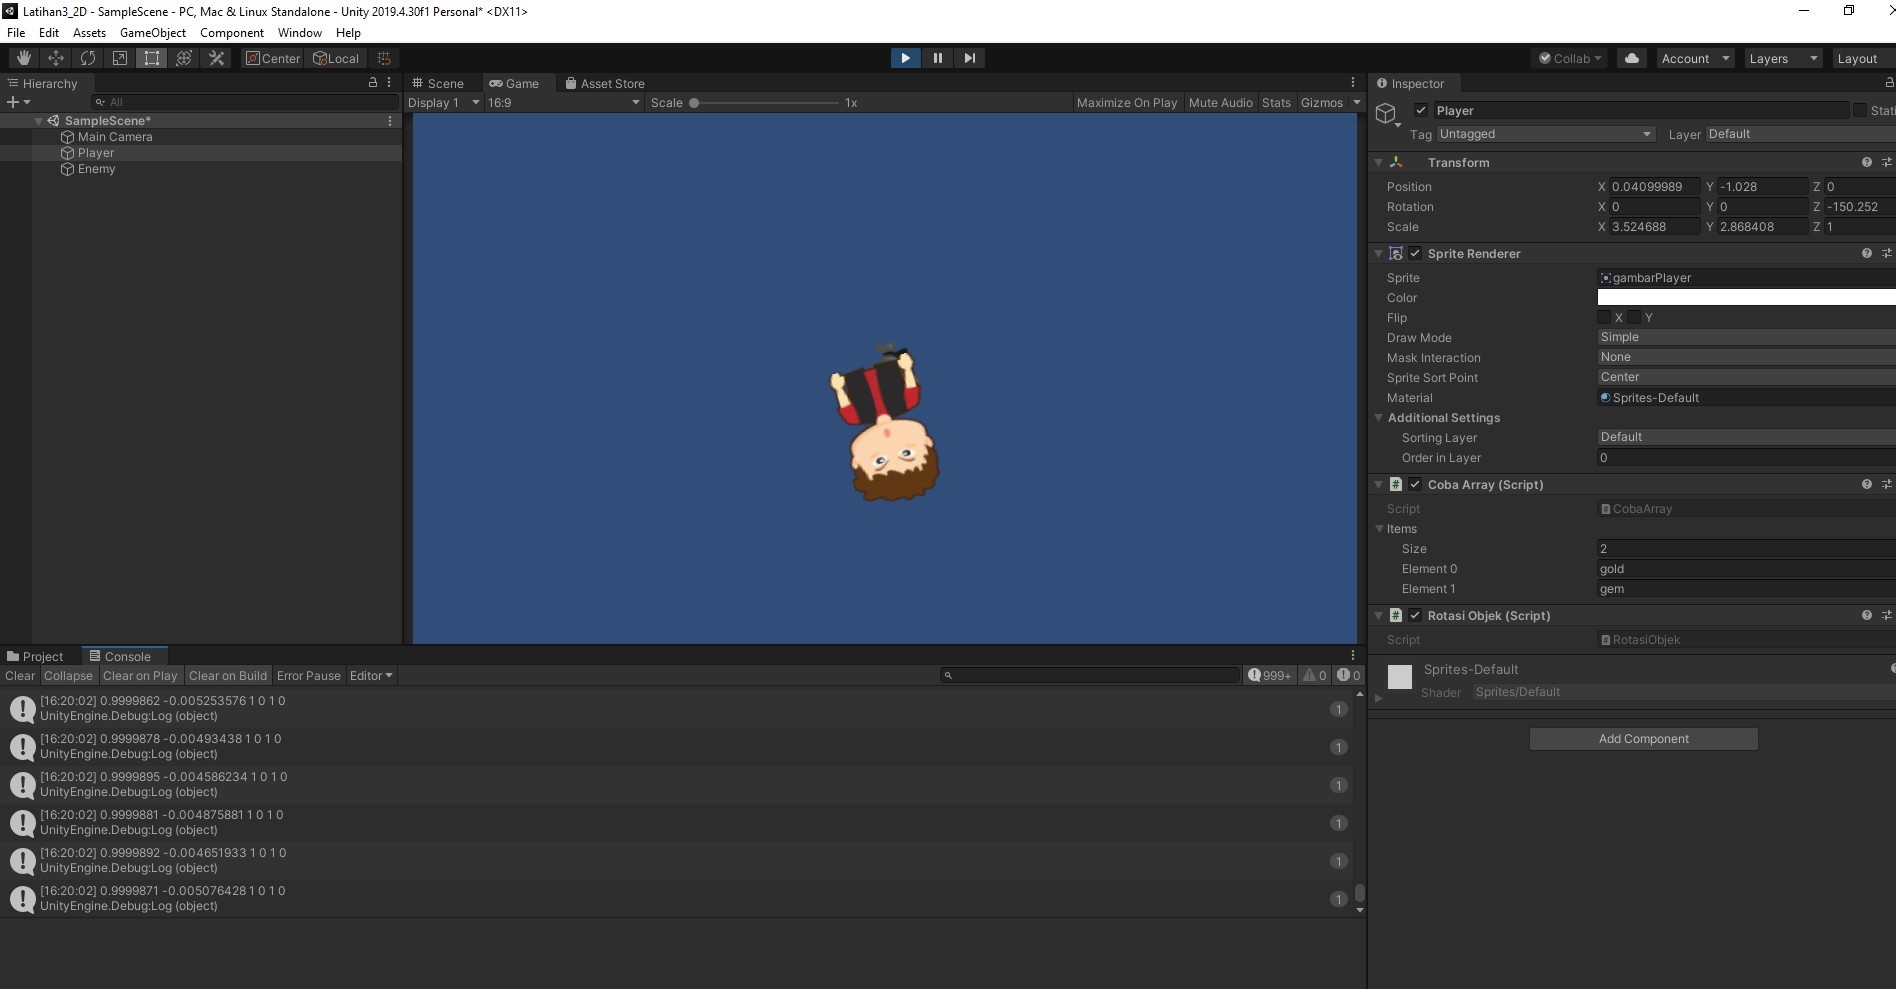 Latihan3_2D - SampleScene - PC, Mac & Linux Standalone - Unity 2019.4.30f1 Personal* <DX11>
File Edit Assets GameObject Component Window Help
Center Local Collab Account Layers Layout
Hierarchy
All
SampleScene*
Main Camera
Player
Enemy
Scene Game Asset Store
Display 1 16:9 Scale 1x Maximize On Play Mute Audio Stats Gizmos
Inspector
Player Stati
Tag Untagged Layer Default
Transform
Position X 0.04099989 Y -1.028 Z 0
Rotation X 0 Y 0 Z -150.252
Scale X 3.524688 Y 2.868408 Z 1
Sprite Renderer
Sprite gambarPlayer
Color
Flip X Y
Draw Mode Simple
Mask Interaction None
Sprite Sort Point Center
Material Sprites-Default
Additional Settings
Sorting Layer Default
Order in Layer 0
Coba Array (Script)
Script CobaArray
Items
Size 2
Element 0 gold
Element 1 gem
Rotasi Objek (Script)
Script RotasiObjek
Sprites-Default
Shader Sprites/Default
Add Component
Project Console
Clear Collapse Clear on Play Clear on Build Error Pause Editor 999+ 0 0
[16:20:02] 0.9999862 -0.005253576 1 0 1 0
UnityEngine.Debug:Log (object) 1
[16:20:02] 0.9999878 -0.00493438 1 0 1 0
UnityEngine.Debug:Log (object) 1
[16:20:02] 0.9999895 -0.004586234 1 0 1 0
UnityEngine.Debug:Log (object) 1
[16:20:02] 0.9999881 -0.004875881 1 0 1 0
UnityEngine.Debug:Log (object) 1
[16:20:02] 0.9999892 -0.004651933 1 0 1 0
UnityEngine.Debug:Log (object) 1
[16:20:02] 0.9999871 -0.005076428 1 0 1 0
UnityEngine.Debug:Log (object) 1